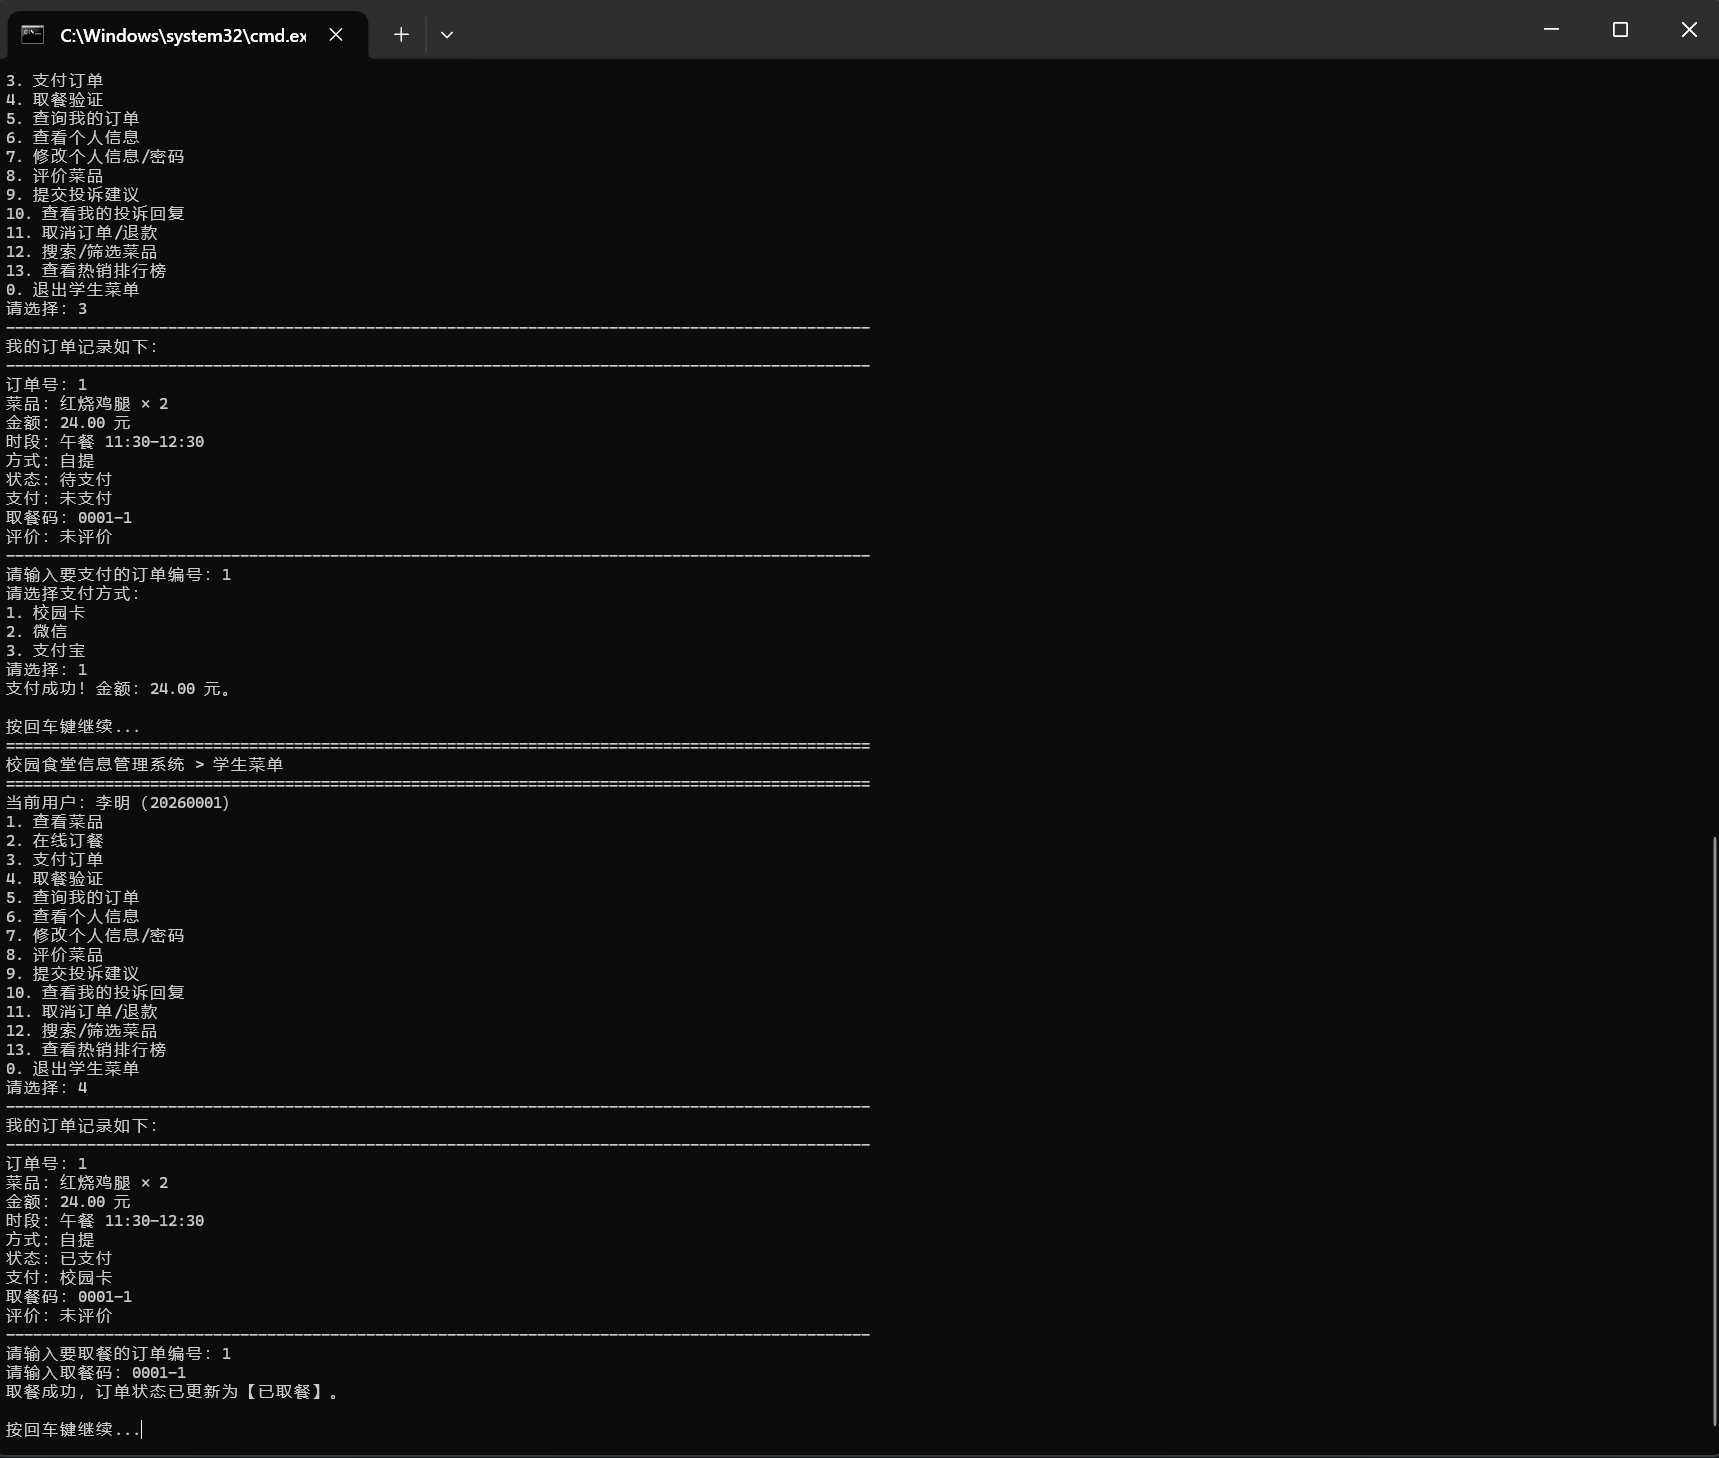 C:\Windows\system32\cmd.ex
3. 支付订单
4. 取餐验证
5. 查询我的订单
6. 查看个人信息
7. 修改个人信息/密码
8. 评价菜品
9. 提交投诉建议
10. 查看我的投诉回复
11. 取消订单/退款
12. 搜索/筛选菜品
13. 查看热销排行榜
0. 退出学生菜单
请选择: 3
------------------------------------------------------------------------------------------------
我的订单记录如下:
------------------------------------------------------------------------------------------------
订单号: 1
菜品: 红烧鸡腿 × 2
金额: 24.00 元
时段: 午餐 11:30-12:30
方式: 自提
状态: 待支付
支付: 未支付
取餐码: 0001-1
评价: 未评价
------------------------------------------------------------------------------------------------
请输入要支付的订单编号: 1
请选择支付方式:
1. 校园卡
2. 微信
3. 支付宝
请选择: 1
支付成功! 金额: 24.00 元。
按回车键继续...
================================================================================================
校园食堂信息管理系统 > 学生菜单
================================================================================================
当前用户: 李明 (20260001)
1. 查看菜品
2. 在线订餐
3. 支付订单
4. 取餐验证
5. 查询我的订单
6. 查看个人信息
7. 修改个人信息/密码
8. 评价菜品
9. 提交投诉建议
10. 查看我的投诉回复
11. 取消订单/退款
12. 搜索/筛选菜品
13. 查看热销排行榜
0. 退出学生菜单
请选择: 4
------------------------------------------------------------------------------------------------
我的订单记录如下:
------------------------------------------------------------------------------------------------
订单号: 1
菜品: 红烧鸡腿 × 2
金额: 24.00 元
时段: 午餐 11:30-12:30
方式: 自提
状态: 已支付
支付: 校园卡
取餐码: 0001-1
评价: 未评价
------------------------------------------------------------------------------------------------
请输入要取餐的订单编号: 1
请输入取餐码: 0001-1
取餐成功, 订单状态已更新为【已取餐】。
按回车键继续...